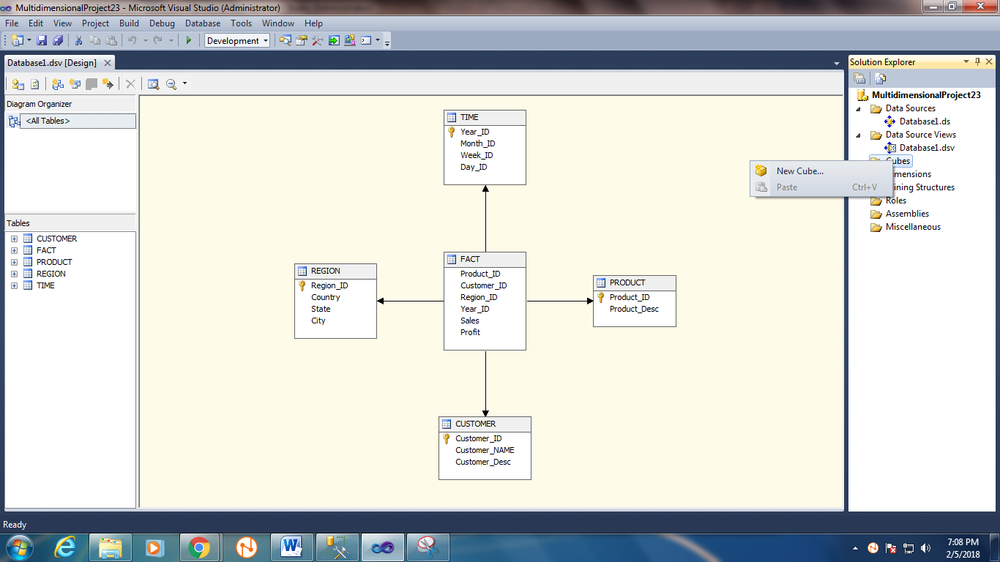 MultidimensionalProject23 - Microsoft Visual Studio (Administrator)
File Edit View Project Build Debug Database Tools Window Help
Development
Database1.dsv [Design]
Solution Explorer
Diagram Organizer
<All Tables>
Tables
CUSTOMER
FACT
PRODUCT
REGION
TIME
TIME
Year_ID
Month_ID
Week_ID
Day_ID
REGION
Region_ID
Country
State
City
FACT
Product_ID
Customer_ID
Region_ID
Year_ID
Sales
Profit
PRODUCT
Product_ID
Product_Desc
CUSTOMER
Customer_ID
Customer_NAME
Customer_Desc
MultidimensionalProject23
Data Sources
Database1.ds
Data Source Views
Database1.dsv
Cubes
mensions
ining Structures
Roles
Assemblies
Miscellaneous
New Cube...
Paste Ctrl+V
Ready
7:08 PM
2/5/2018